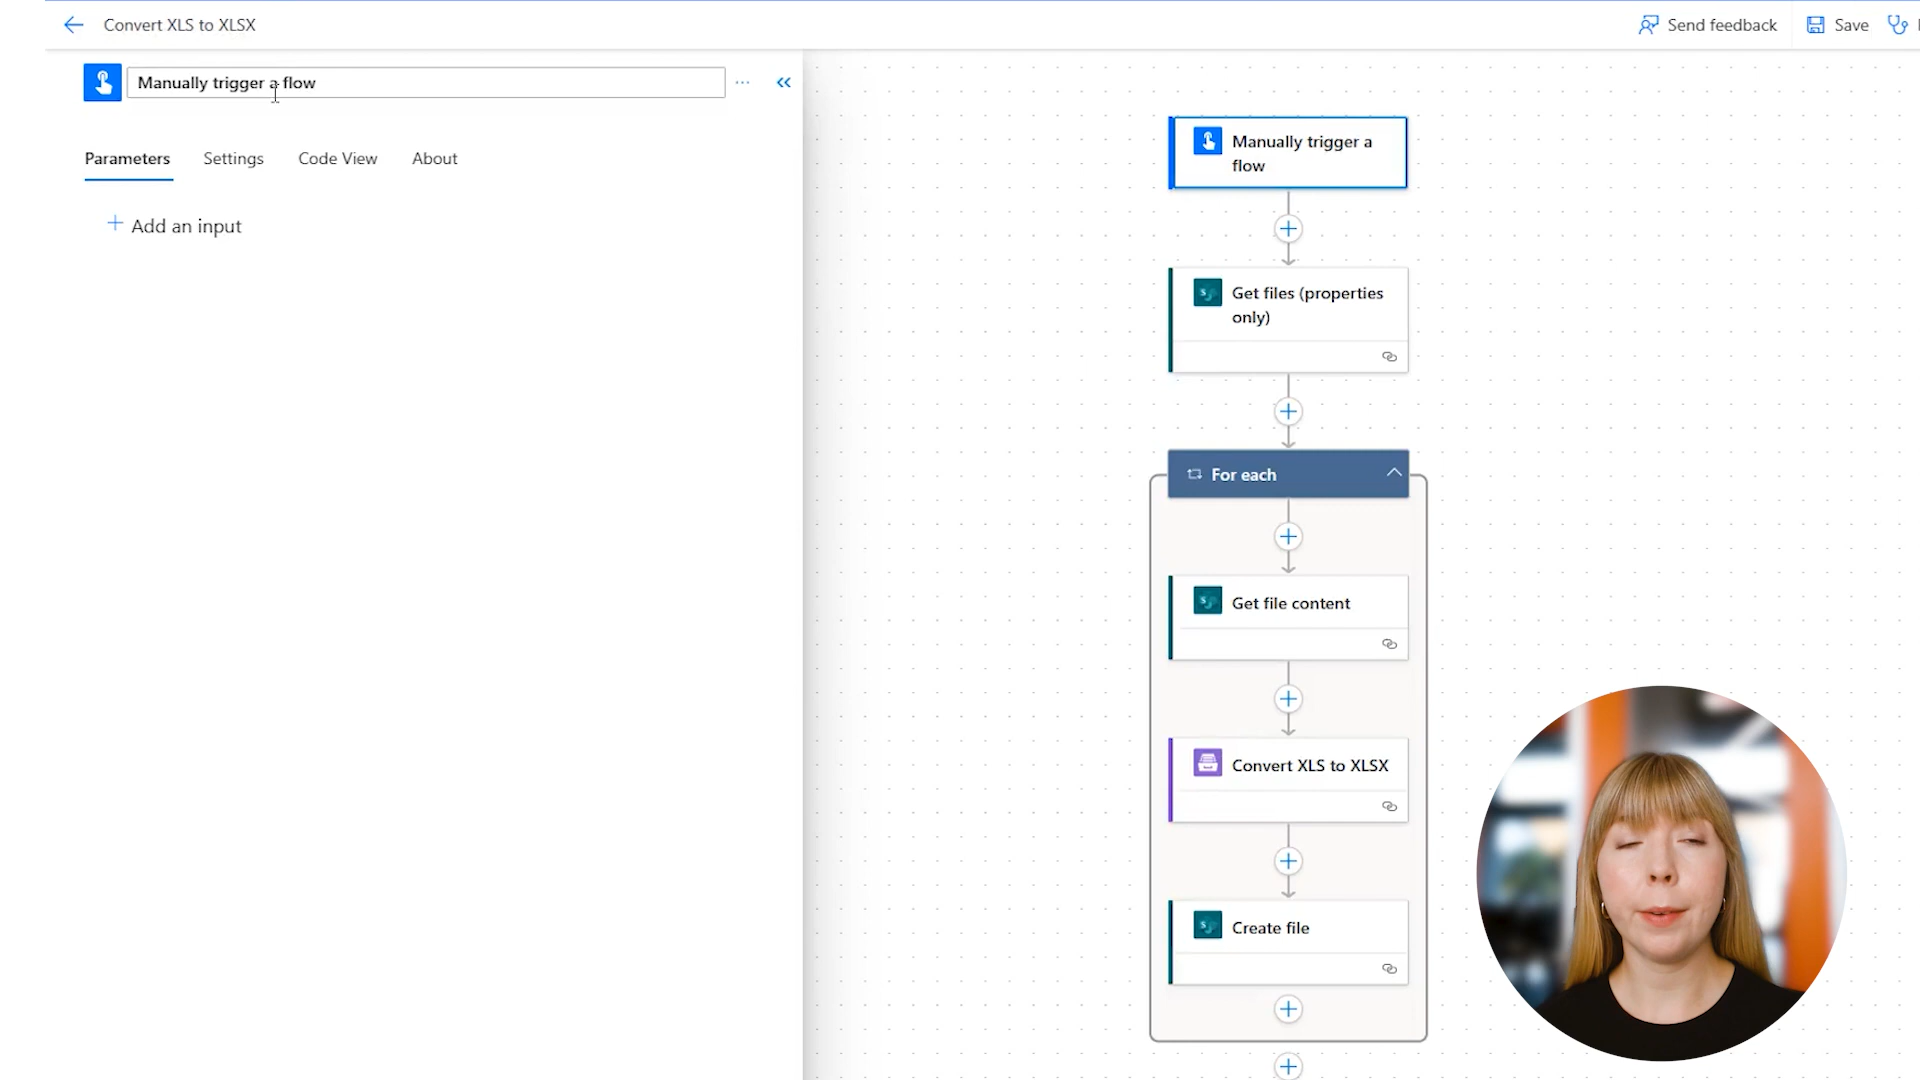 Convert XLS to XLSX
Send feedback
Save
Manually trigger a flow
Parameters
Settings
Code View
About
Add an input
Manually trigger a
flow
Get files (properties
only)
For each
Get file content
Convert XLS to XLSX
Create file